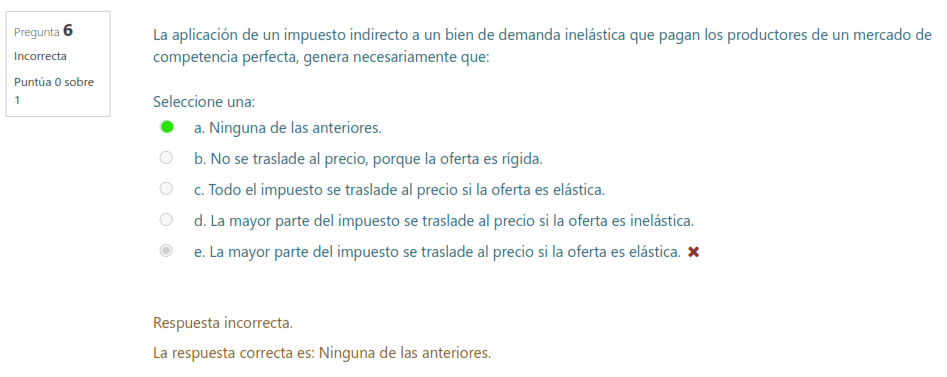 Pregunta 6
Incorrecta
Puntúa 0 sobre
1
La aplicación de un impuesto indirecto a un bien de demanda inelástica que pagan los productores de un mercado de
competencia perfecta, genera necesariamente que:
Seleccione una:
a. Ninguna de las anteriores.
b. No se traslade al precio, porque la oferta es rígida.
c. Todo el impuesto se traslade al precio si la oferta es elástica.
d. La mayor parte del impuesto se traslade al precio si la oferta es inelástica.
e. La mayor parte del impuesto se traslade al precio si la oferta es elástica.
Respuesta incorrecta.
La respuesta correcta es: Ninguna de las anteriores.